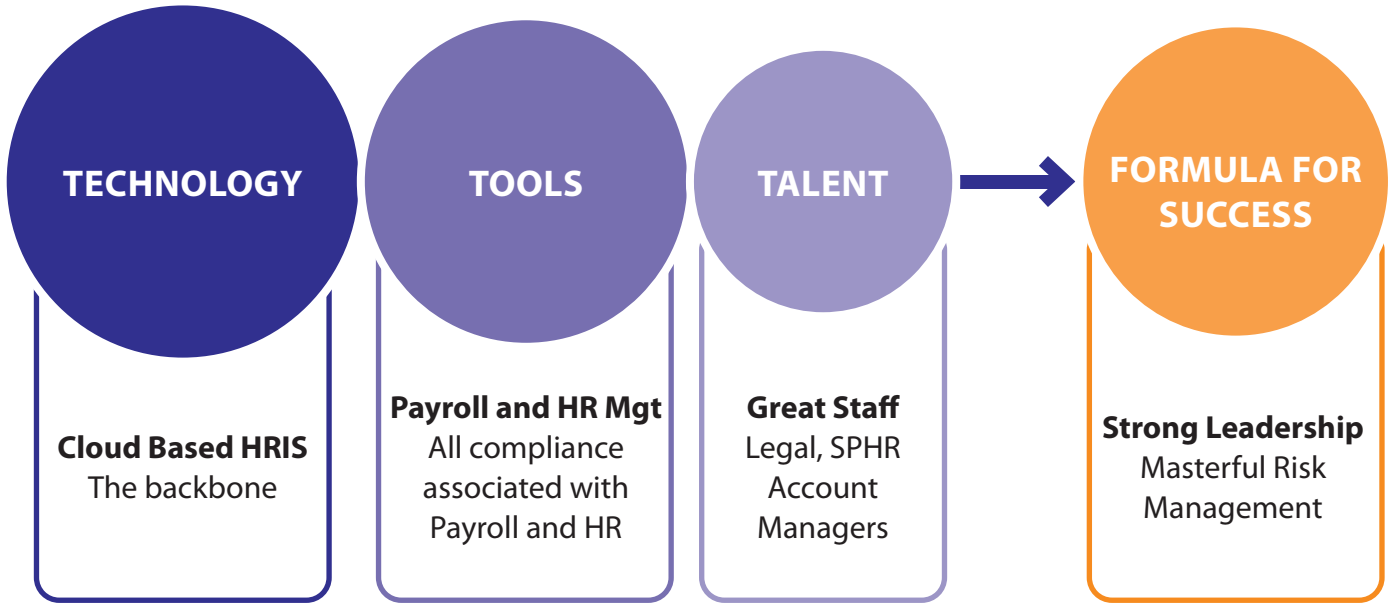 TECHNOLOGY
Cloud Based HRIS
The backbone
TOOLS
Payroll and HR Mgt
All compliance
associated with
Payroll and HR
TALENT
Great Staff
Legal, SPHR
Account
Managers
FORMULA FOR
SUCCESS
Strong Leadership
Masterful Risk
Management